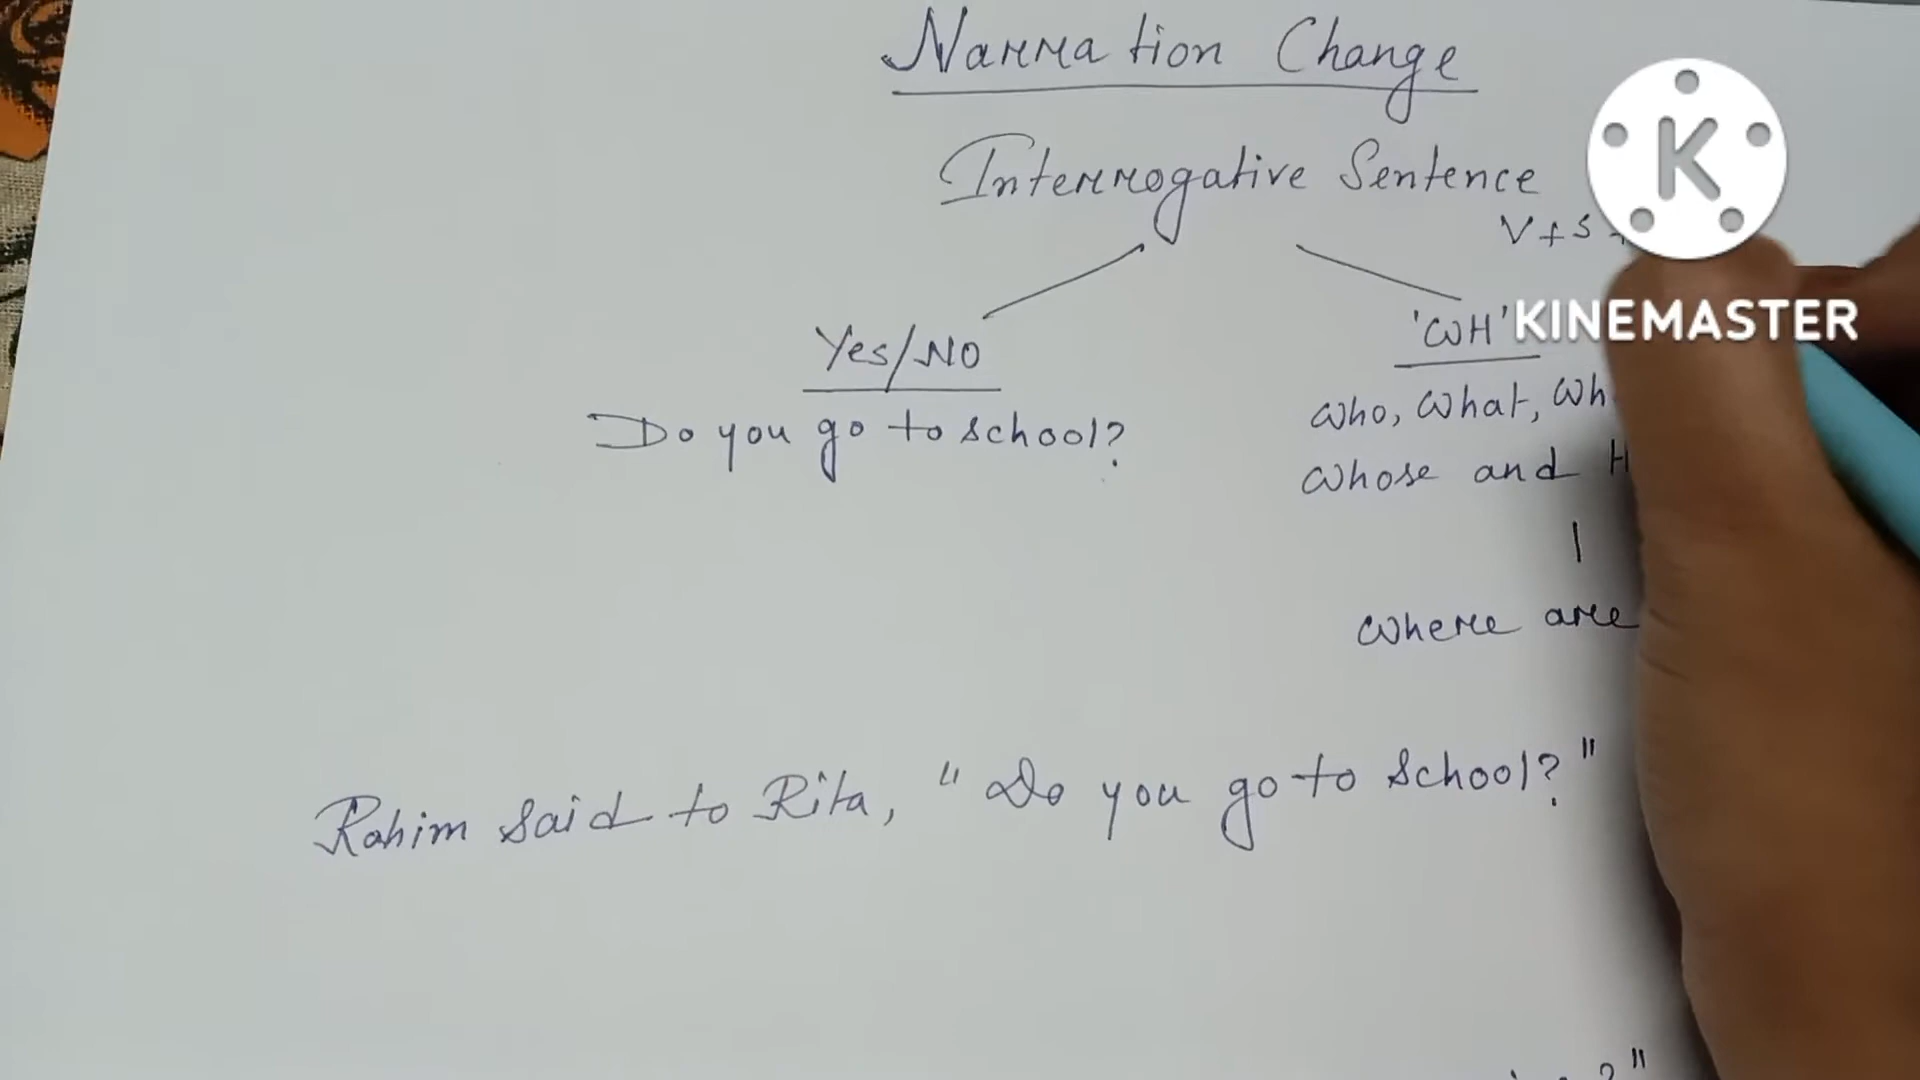 Narration Change
Interrogative Sentence
V+S
Yes/NO
'WH'
KINEMASTER
Do you go to school?
Who, What,
Whose and
Where are
Rahim said to Rita, "Do you go to school?"